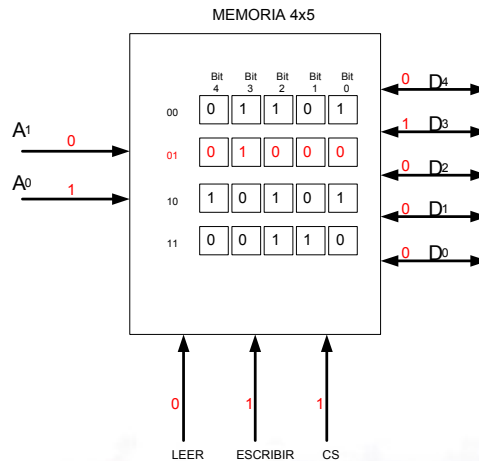 MEMORIA 4x5
Bit 4 Bit 3 Bit 2 Bit 1 Bit 0
00 0 1 1 0 1
01 0 1 0 0 0
10 1 0 1 0 1
11 0 0 1 1 0
A1 0
A0 1
0 D4
1 D3
0 D2
0 D1
0 D0
0 1 1
LEER ESCRIBIR CS